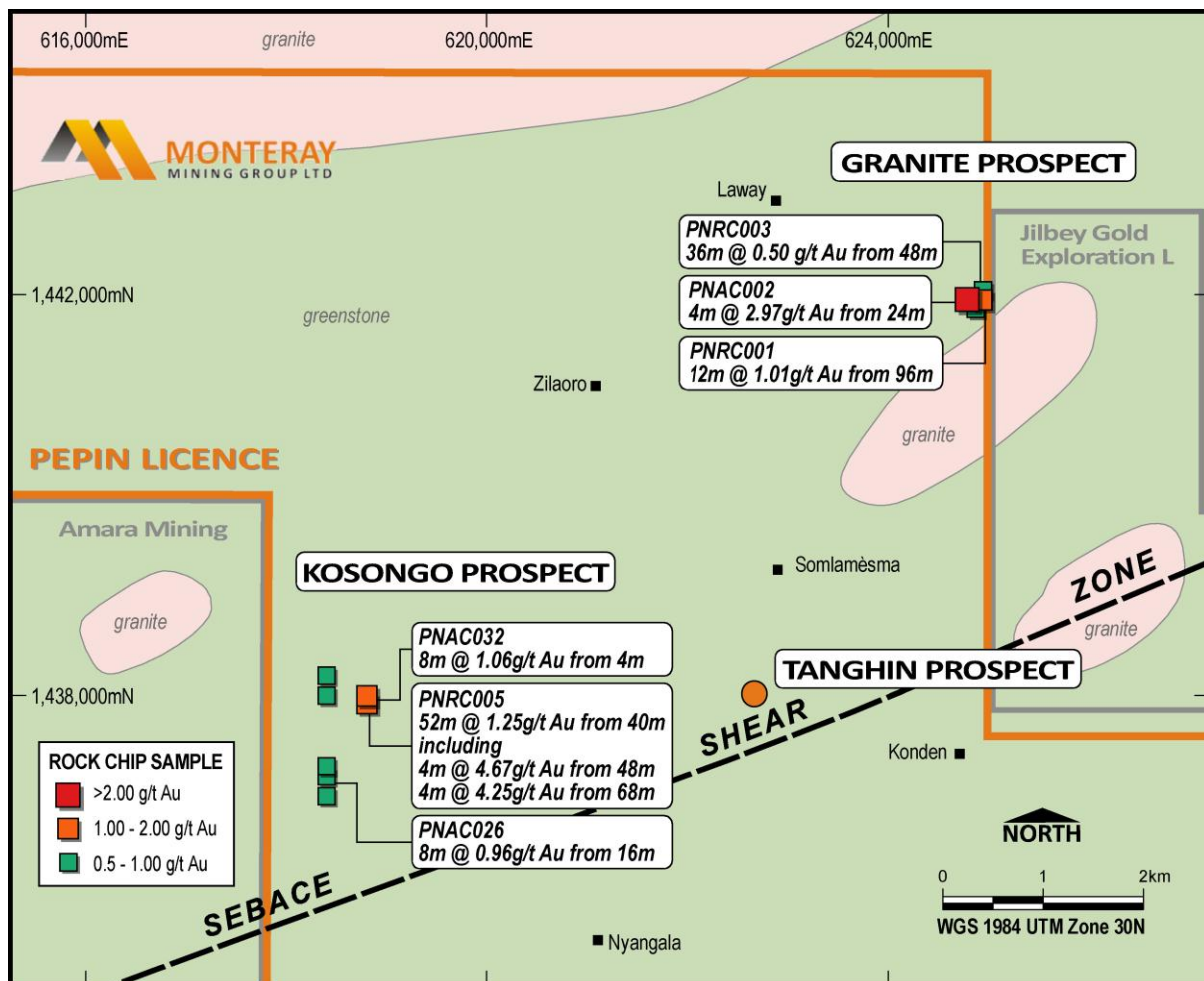 616,000mE
granite
620,000mE
624,000mE
MONTERAY
MINING GROUP LTD
GRANITE PROSPECT
Laway
PNRC003
36m @ 0.50 g/t Au from 48m
Jilbey Gold
Exploration L
1,442,000mN
PNAC002
4m @ 2.97g/t Au from 24m
greenstone
PNRC001
12m @ 1.01g/t Au from 96m
Zilaoro
granite
PEPIN LICENCE
Amara Mining
KOSONGO PROSPECT
Somlamèsma
ZONE
granite
granite
PNAC032
8m @ 1.06g/t Au from 4m
TANGHIN PROSPECT
1,438,000mN
PNRC005
52m @ 1.25g/t Au from 40m
including
4m @ 4.67g/t Au from 48m
4m @ 4.25g/t Au from 68m
SHEAR
Konden
ROCK CHIP SAMPLE
>2.00 g/t Au
1.00 - 2.00 g/t Au
0.5 - 1.00 g/t Au
PNAC026
8m @ 0.96g/t Au from 16m
NORTH
0 1 2km
WGS 1984 UTM Zone 30N
SEBACE
Nyangala